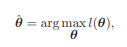 θ̂ = arg max l(θ),
θ